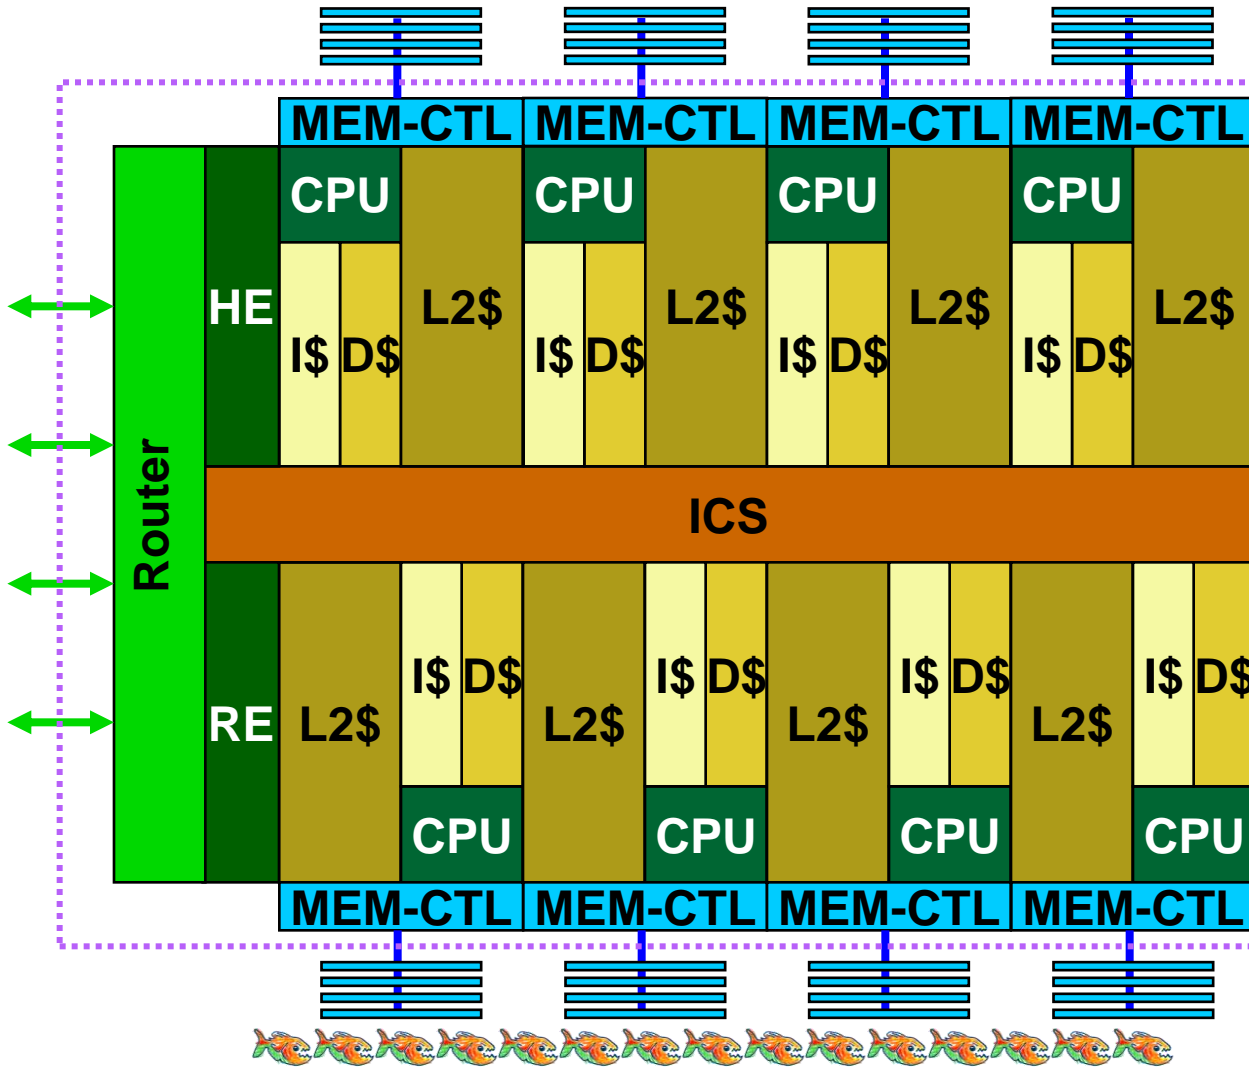 MEM-CTL MEM-CTL MEM-CTL MEM-CTL
CPU CPU CPU CPU
HE L2$ L2$ L2$ L2$
I$ D$ I$ D$ I$ D$ I$ D$
Router
ICS
I$ D$ I$ D$ I$ D$ I$ D$
RE L2$ L2$ L2$ L2$
CPU CPU CPU CPU
MEM-CTL MEM-CTL MEM-CTL MEM-CTL